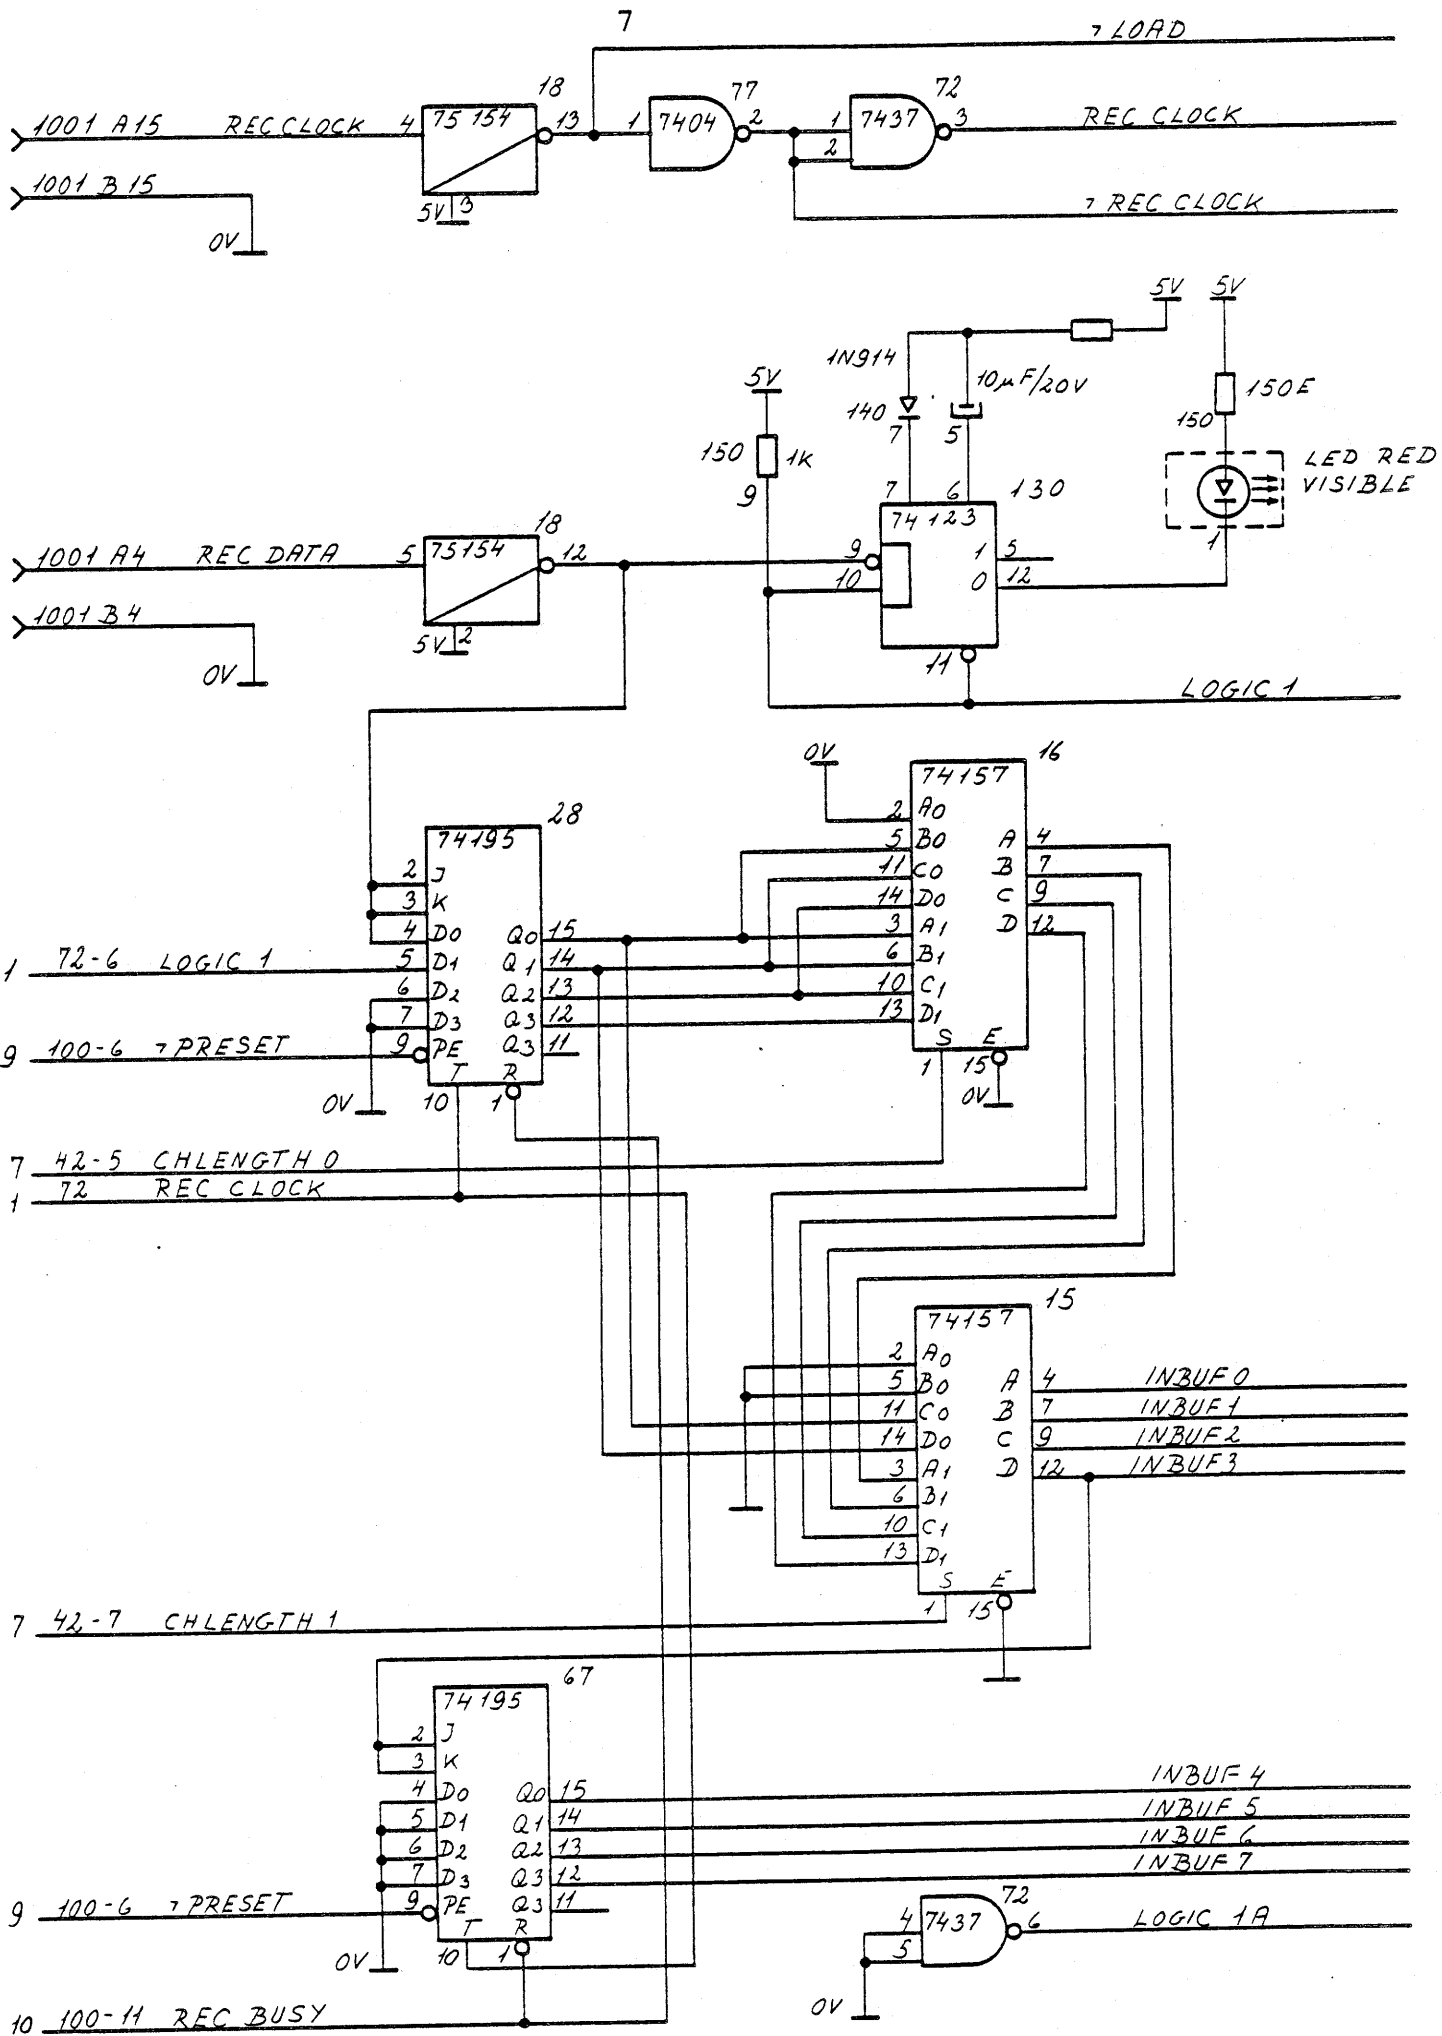 7
¬ LOAD
1001 A15 REC CLOCK 4 75 154 18 13 1 7404 77 2 1 2 7437 72 3 REC CLOCK
1001 B 15
5V 3
¬ REC CLOCK
0V
5V 5V
1N914
10µF/20V
150E
140 7 5 150
5V
150 1K
9
LED RED
VISIBLE
1
7 6 130
74 123
1001 A4 REC DATA 5 75154 18 12 9 10 1 5
0 12
1001 B4
5V 2
0V
11
LOGIC 1
0V 16
74157
2 A0
5 B0 A 4
11 C0 B 7
14 D0 C 9
3 A1 D 12
6 B1
10 C1
13 D1
S E
1 15
0V
28
74195
2 J
3 K
4 D0 Q0 15
1 72-6 LOGIC 1 5 D1 Q1 14
6 D2 Q2 13
7 D3 Q3 12
9 100-6 ¬ PRESET 9 PE Q3 11
T R
0V 10 1
7 42-5 CHLENGTH 0
1 72 REC CLOCK
15
74157
2 A0
5 B0 A 4 INBUF 0
11 C0 B 7 INBUF 1
14 D0 C 9 INBUF 2
3 A1 D 12 INBUF 3
6 B1
10 C1
13 D1
S E
1 15
7 42-7 CHLENGTH 1
67
74 195
2 J
3 K
4 D0 Q0 15 INBUF 4
5 D1 Q1 14 INBUF 5
6 D2 Q2 13 INBUF 6
7 D3 Q3 12 INBUF 7
9 100-6 ¬ PRESET 9 PE Q3 11
T R
0V 10 1
72
4 5 7437 6 LOGIC 1A
0V
10 100-11 REC BUSY